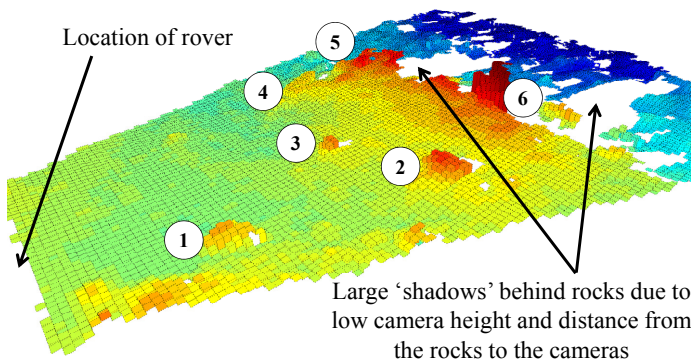 Location of rover
5
4
6
3
2
1
Large ‘shadows’ behind rocks due to
low camera height and distance from
the rocks to the cameras